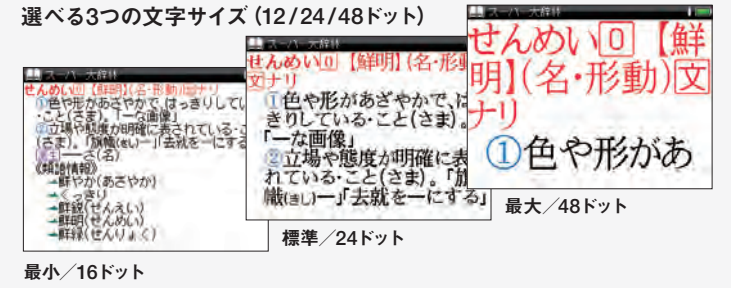 選べる3つの文字サイズ（12/24/48ドット）
スーパー大辞林
せんめい⓪【鮮明】(名・形動)文ナリ
①色や形があざやかで、はっきりしてい
・こと(さま)。「―な画像」
②立場や態度が明確に表されている・こ
(さま)。「旗幟(きし)―」「去就を―にする
派生――さ(名)
《類語情報》
→鮮やか(あざやか)
→くっきり
→鮮鋭(せんえい)
→鮮明(せんめい)
→鮮緑(せんりょく)
最小／16ドット
スーパー大辞林
せんめい⓪【鮮明】(名・形動)
文ナリ
①色や形があざやかで、は
きりしている・こと(さま)。
「―な画像」
②立場や態度が明確に表
れている・こと(さま)。「旗
幟(きし)―」「去就を―にする」
標準／24ドット
スーパー大辞林
せんめい⓪【鮮
明】(名・形動)文
ナリ
①色や形があ
最大／48ドット